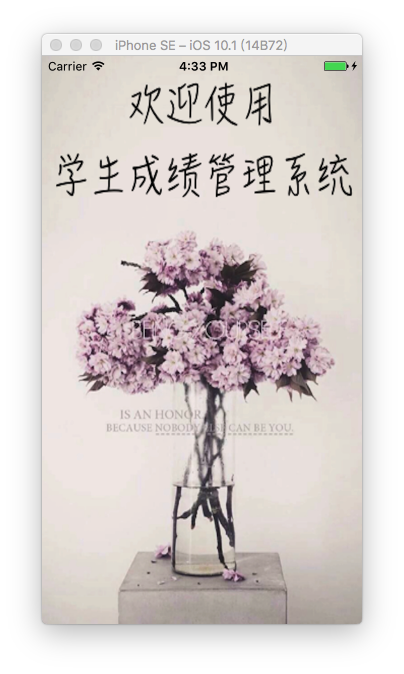 iPhone SE – iOS 10.1 (14B72)
Carrier 4:33 PM
欢迎使用
学生成绩管理系统
IS AN HONOR
BECAUSE NOBODY ELSE CAN BE YOU.